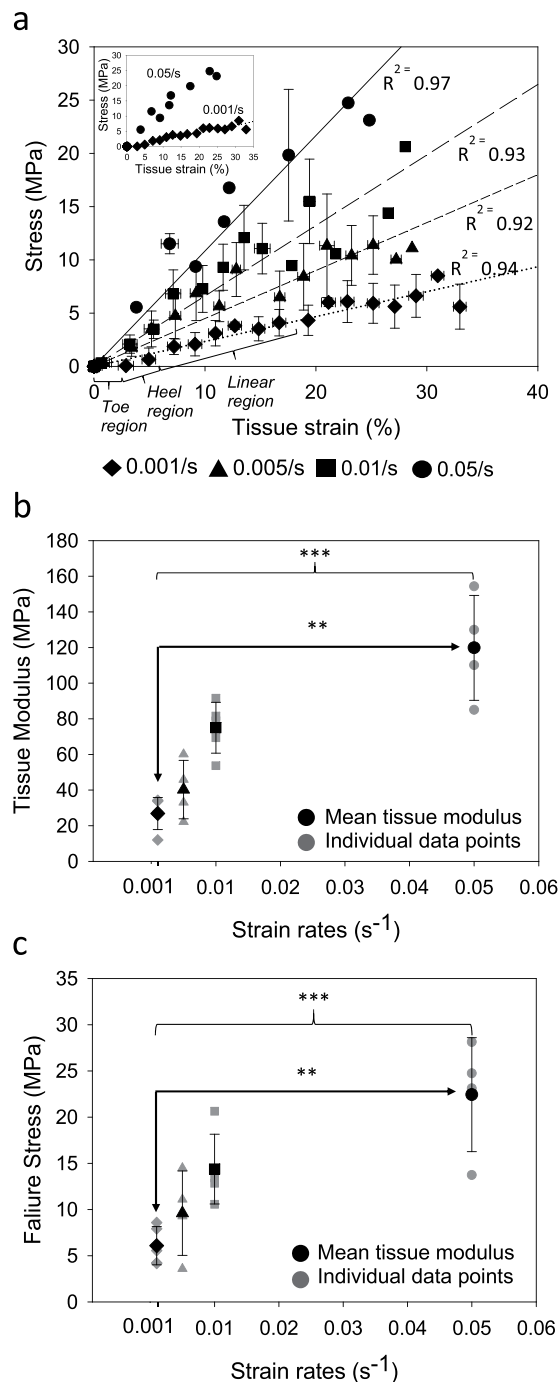 a
30
25
20
15
10
5
0
Stress (MPa)
30
25
20
15
10
5
0
Stress (MPa)
0.05/s
0.001/s
0 5 10 15 20 25 30 35
Tissue strain (%)
R² = 0.97
R² = 0.93
R² = 0.92
R² = 0.94
0 10 20 30 40
Toe region
Heel region
Linear region
Tissue strain (%)
0.001/s 0.005/s 0.01/s 0.05/s
b
180
160
140
120
100
80
60
40
20
0
Tissue Modulus (MPa)
***
**
Mean tissue modulus
Individual data points
0.001 0.01 0.02 0.03 0.04 0.05 0.06
Strain rates (s⁻¹)
c
35
30
25
20
15
10
5
0
Faliure Stress (MPa)
***
**
Mean tissue modulus
Individual data points
0.001 0.01 0.02 0.03 0.04 0.05 0.06
Strain rates (s⁻¹)